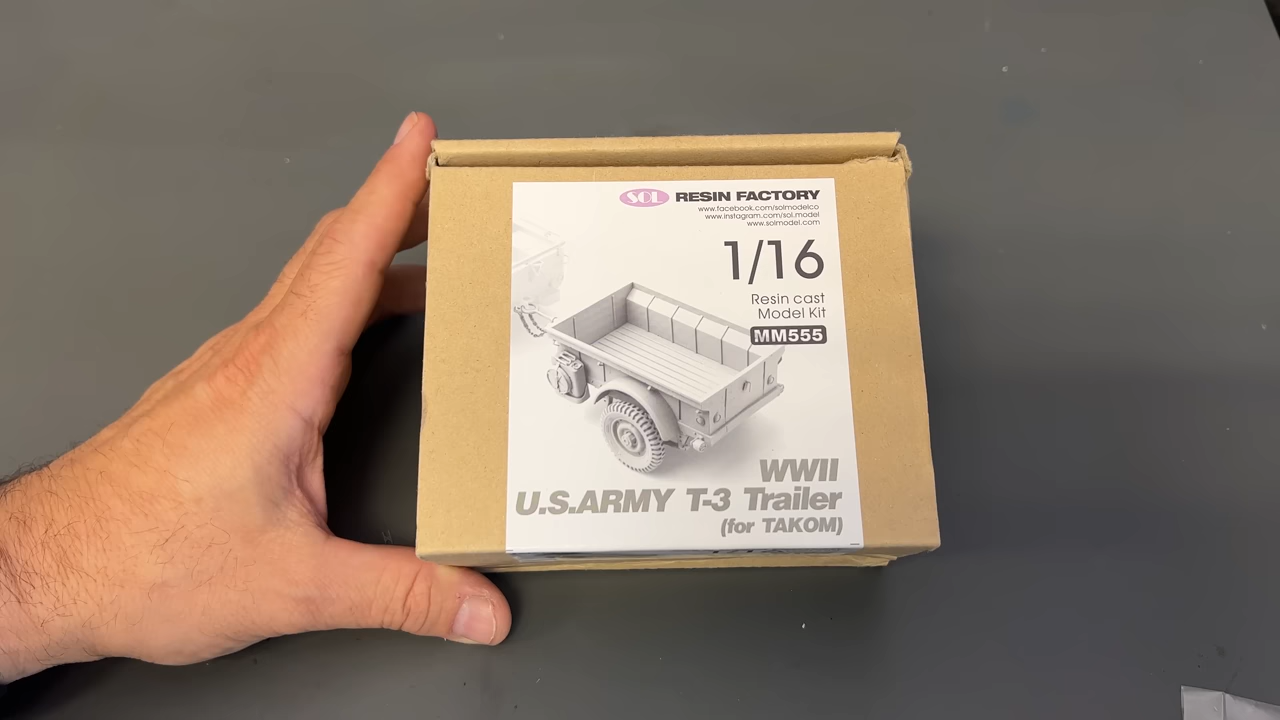 SOL RESIN FACTORY
www.facebook.com/solmodelco
www.instagram.com/sol.model
www.solmodel.com
1/16
Resin cast
Model Kit
MM555
WWII
U.S.ARMY T-3 Trailer
(for TAKOM)